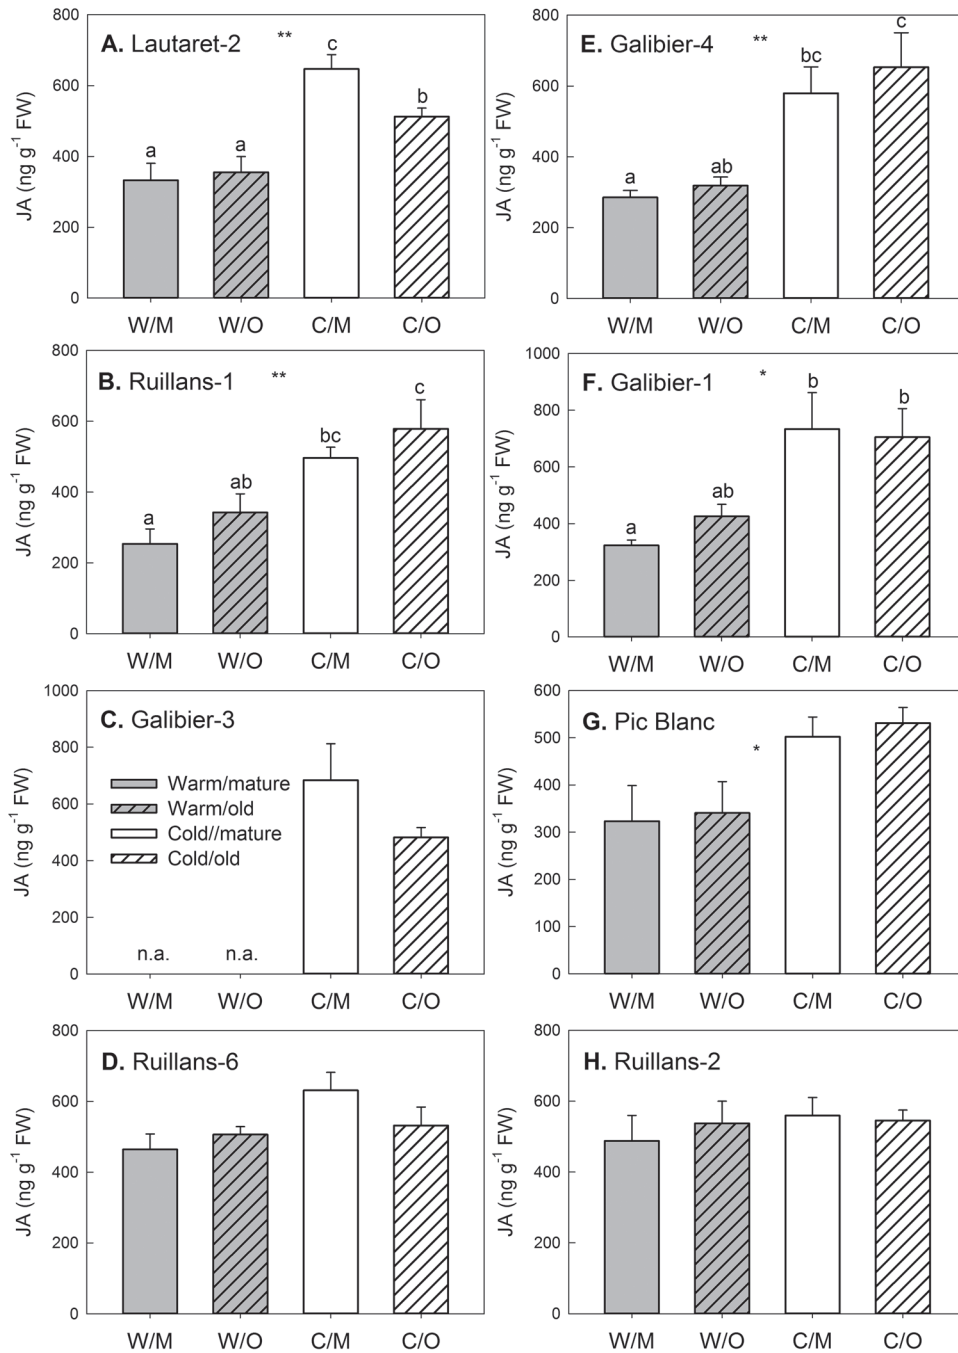 A. Lautaret-2
**
JA (ng g-1 FW)
800
600
400
200
0
a
a
c
b
W/M W/O C/M C/O
E. Galibier-4
**
JA (ng g-1 FW)
800
600
400
200
0
a
ab
bc
c
W/M W/O C/M C/O
B. Ruillans-1
**
JA (ng g-1 FW)
800
600
400
200
0
a
ab
bc
c
W/M W/O C/M C/O
F. Galibier-1
*
JA (ng g-1 FW)
1000
800
600
400
200
0
a
ab
b
b
W/M W/O C/M C/O
C. Galibier-3
JA (ng g-1 FW)
1000
800
600
400
200
0
Warm/mature
Warm/old
Cold//mature
Cold/old
n.a. n.a.
W/M W/O C/M C/O
G. Pic Blanc
*
JA (ng g-1 FW)
600
500
400
300
200
100
0
W/M W/O C/M C/O
D. Ruillans-6
JA (ng g-1 FW)
800
600
400
200
0
W/M W/O C/M C/O
H. Ruillans-2
JA (ng g-1 FW)
800
600
400
200
0
W/M W/O C/M C/O